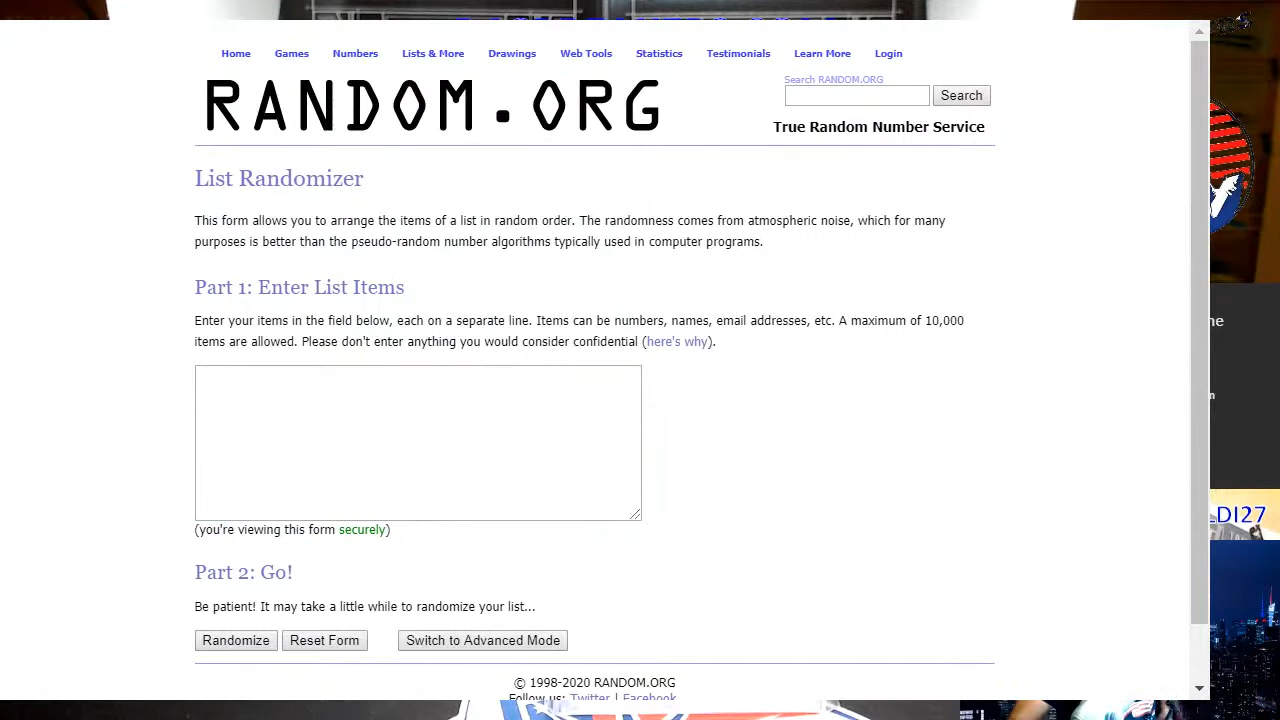 Home Games Numbers Lists & More Drawings Web Tools Statistics Testimonials Learn More Login
RANDOM.ORG
Search RANDOM.ORG
Search
True Random Number Service
List Randomizer
This form allows you to arrange the items of a list in random order. The randomness comes from atmospheric noise, which for many
purposes is better than the pseudo-random number algorithms typically used in computer programs.
Part 1: Enter List Items
Enter your items in the field below, each on a separate line. Items can be numbers, names, email addresses, etc. A maximum of 10,000
items are allowed. Please don't enter anything you would consider confidential (here's why).
(you're viewing this form securely)
Part 2: Go!
Be patient! It may take a little while to randomize your list...
Randomize Reset Form Switch to Advanced Mode
© 1998-2020 RANDOM.ORG
Follow us: Twitter | Facebook
LDI27